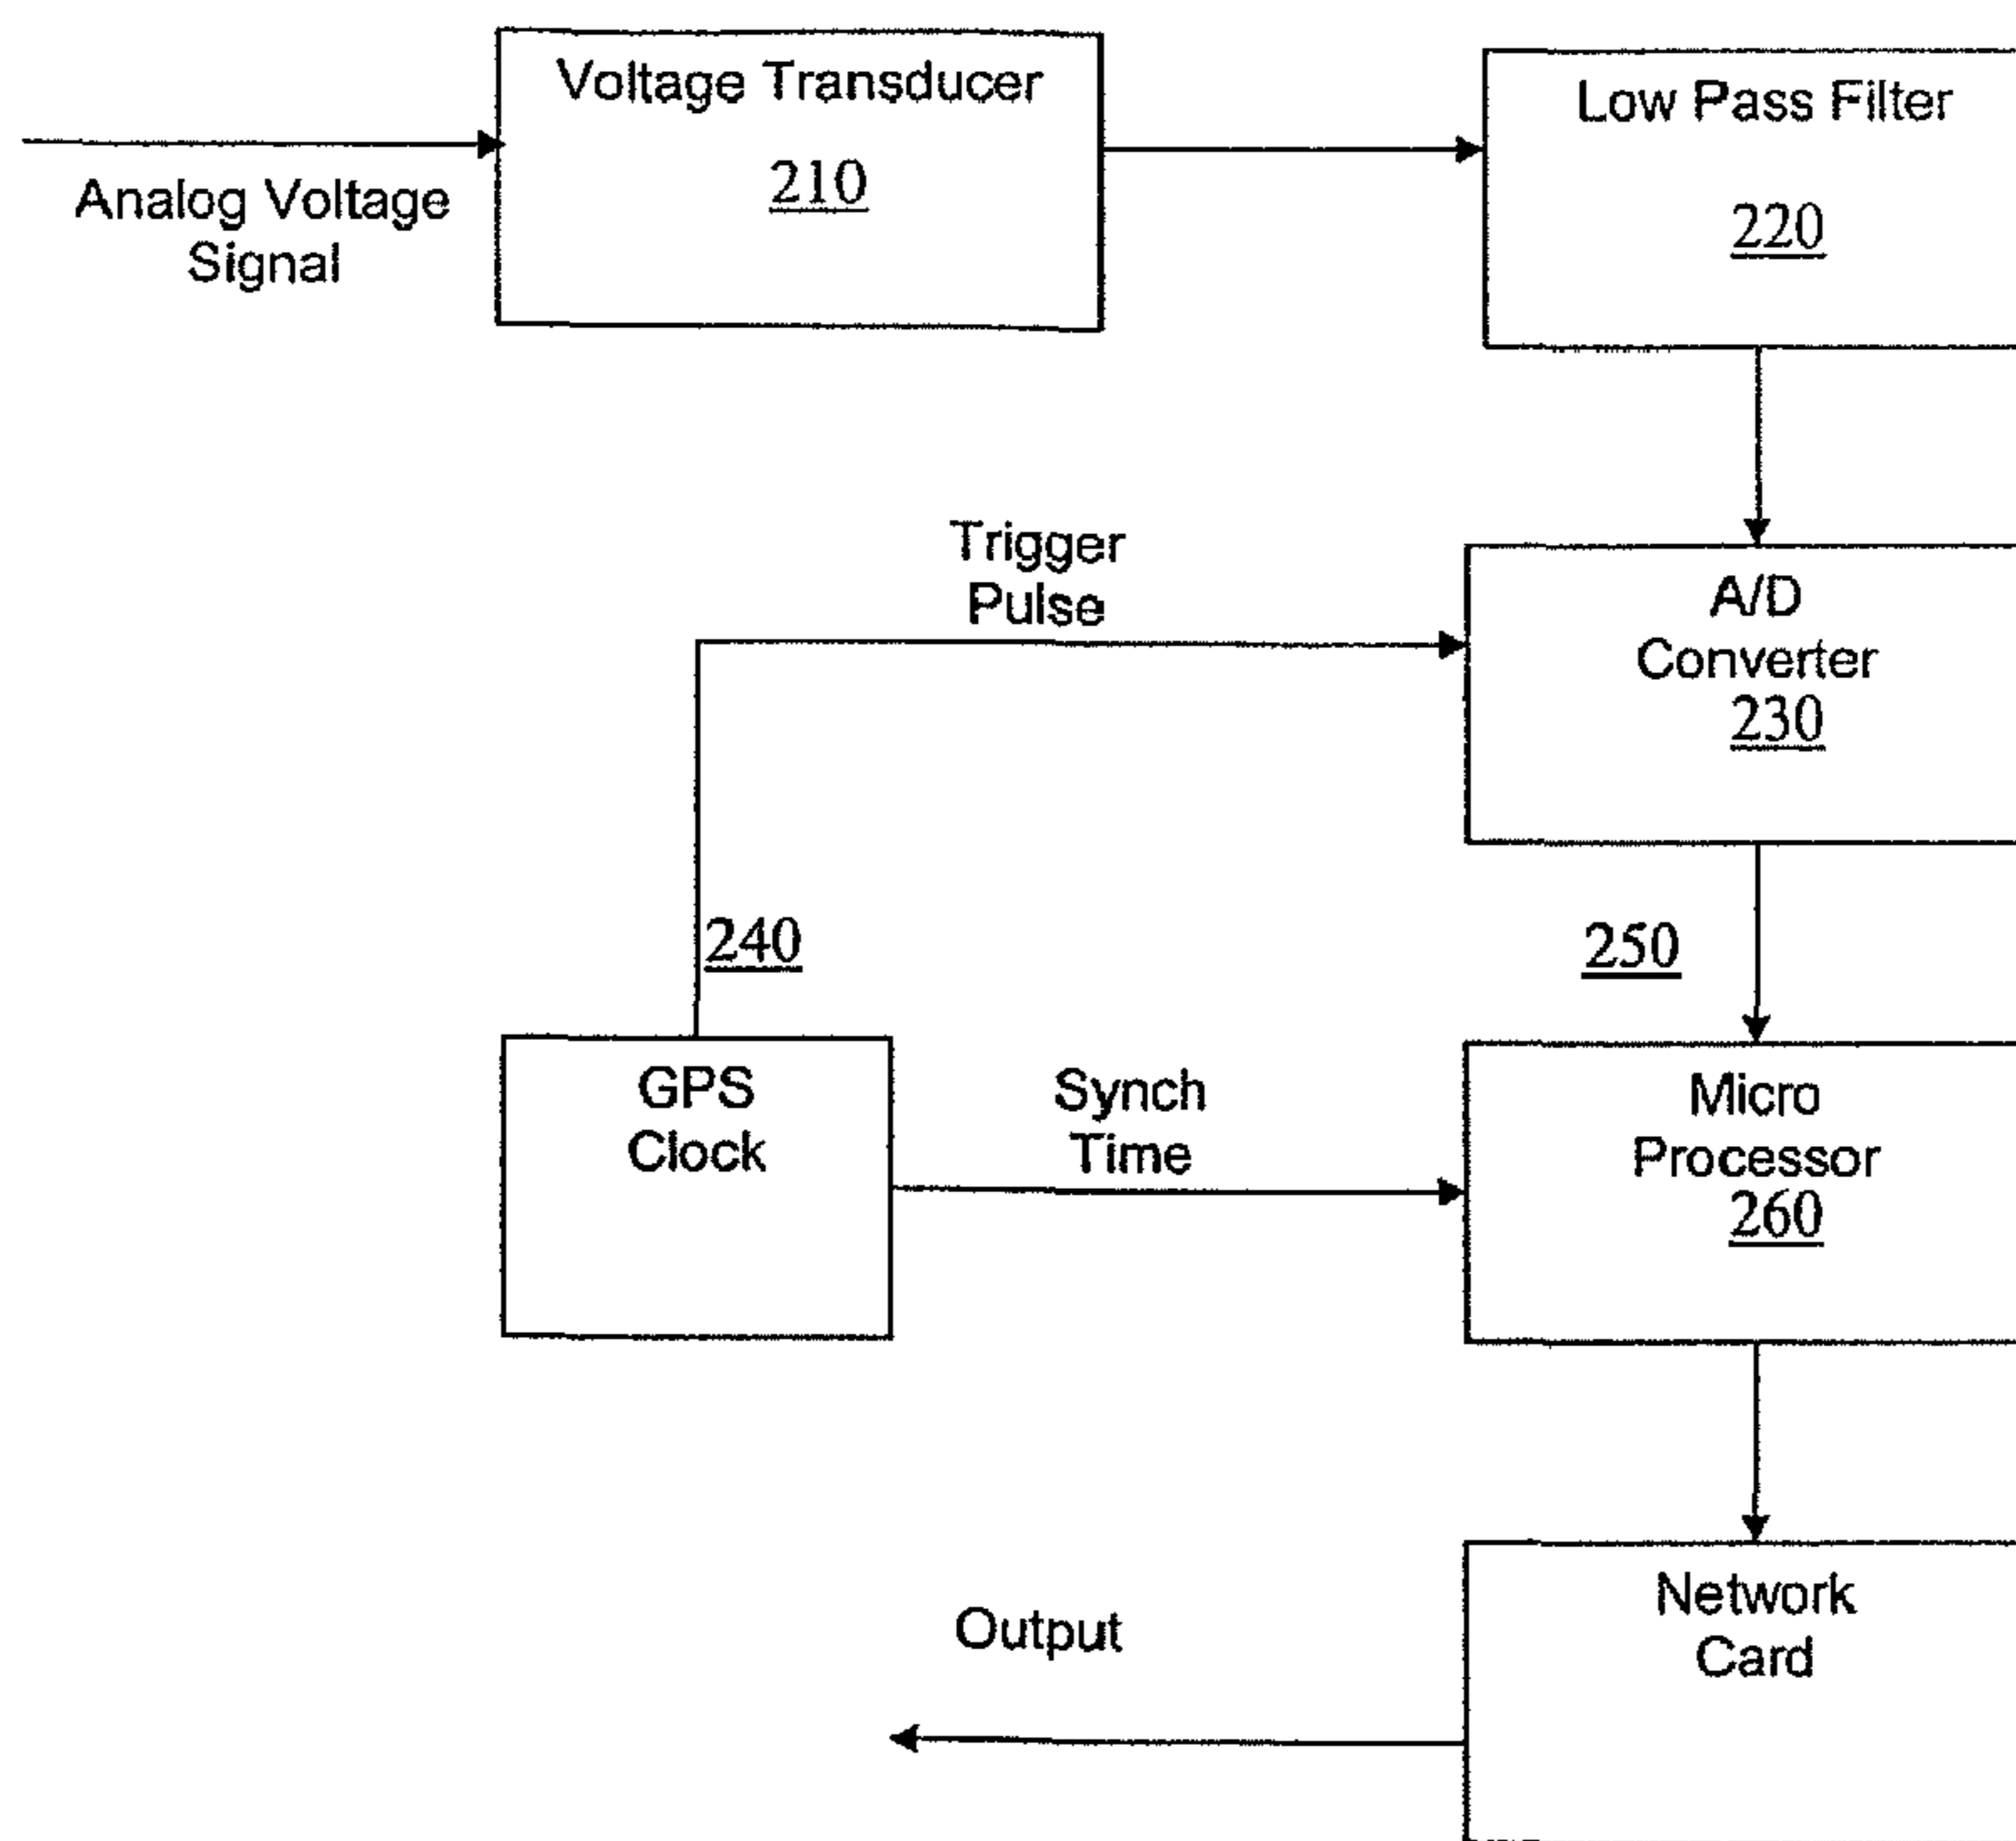 Voltage Transducer
210
Low Pass Filter
220
Analog Voltage
Signal
Trigger
Pulse
A/D
Converter
230
240
250
GPS
Clock
Synch
Time
Micro
Processor
260
Output
Network
Card